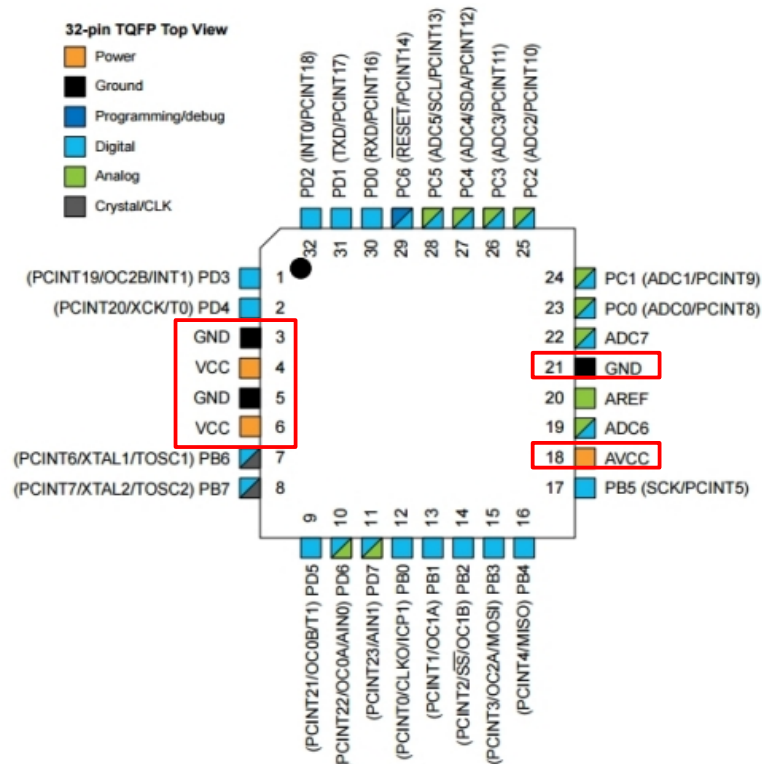 32-pin TQFP Top View
Power
Ground
Programming/debug
Digital
Analog
Crystal/CLK
PD2 (INT0/PCINT18)
PD1 (TXD/PCINT17)
PD0 (RXD/PCINT16)
PC6 (RESET/PCINT14)
PC5 (ADC5/SCL/PCINT13)
PC4 (ADC4/SDA/PCINT12)
PC3 (ADC3/PCINT11)
PC2 (ADC2/PCINT10)
32
31
30
29
28
27
26
25
(PCINT19/OC2B/INT1) PD3 1
(PCINT20/XCK/T0) PD4 2
GND 3
VCC 4
GND 5
VCC 6
(PCINT6/XTAL1/TOSC1) PB6 7
(PCINT7/XTAL2/TOSC2) PB7 8
24 PC1 (ADC1/PCINT9)
23 PC0 (ADC0/PCINT8)
22 ADC7
21 GND
20 AREF
19 ADC6
18 AVCC
17 PB5 (SCK/PCINT5)
9
10
11
12
13
14
15
16
(PCINT21/OC0B/T1) PD5
PCINT22/OC0A/AIN0) PD6
(PCINT23/AIN1) PD7
(PCINT0/CLKO/ICP1) PB0
(PCINT1/OC1A) PB1
(PCINT2/SS/OC1B) PB2
(PCINT3/OC2A/MOSI) PB3
(PCINT4/MISO) PB4